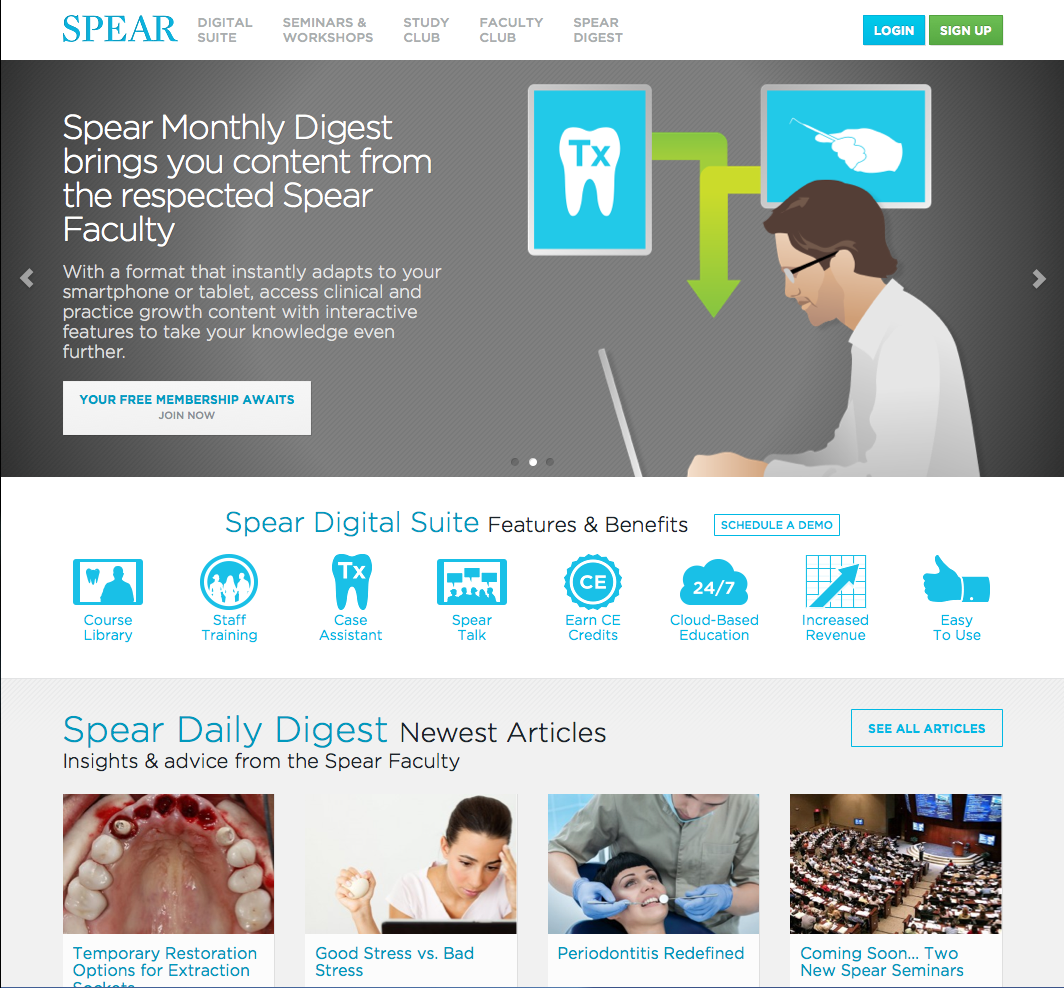 SPEAR
DIGITAL
SUITE
SEMINARS &
WORKSHOPS
STUDY
CLUB
FACULTY
CLUB
SPEAR
DIGEST
LOGIN
SIGN UP
Spear Monthly Digest
brings you content from
the respected Spear
Faculty
With a format that instantly adapts to your
smartphone or tablet, access clinical and
practice growth content with interactive
features to take your knowledge even
further.
YOUR FREE MEMBERSHIP AWAITS
JOIN NOW
Tx
Spear Digital Suite Features & Benefits
SCHEDULE A DEMO
Course
Library
Staff
Training
Tx
Case
Assistant
Spear
Talk
CE
Earn CE
Credits
24/7
Cloud-Based
Education
Increased
Revenue
Easy
To Use
Spear Daily Digest Newest Articles
Insights & advice from the Spear Faculty
SEE ALL ARTICLES
Temporary Restoration
Options for Extraction
Sockets
Good Stress vs. Bad
Stress
Periodontitis Redefined
Coming Soon... Two
New Spear Seminars